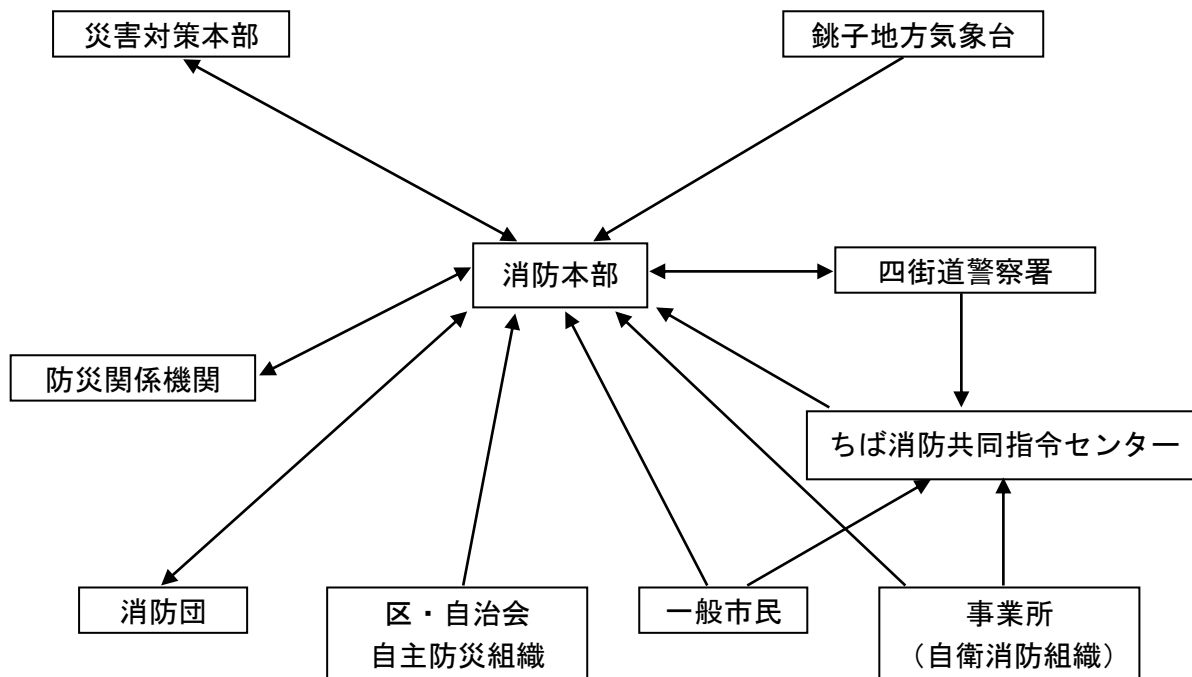 災害対策本部
銚子地方気象台
消防本部
四街道警察署
防災関係機関
ちば消防共同指令センター
消防団
区・自治会
自主防災組織
一般市民
事業所
（自衛消防組織）